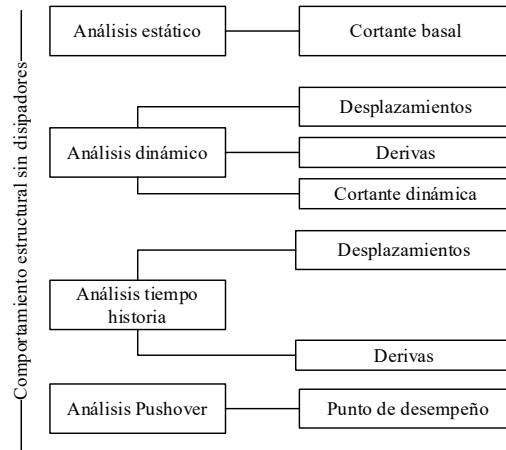 Comportamiento estructural sin disipadores
Análisis estático
Cortante basal
Análisis dinámico
Desplazamientos
Derivas
Cortante dinámica
Análisis tiempo
historia
Desplazamientos
Derivas
Análisis Pushover
Punto de desempeño